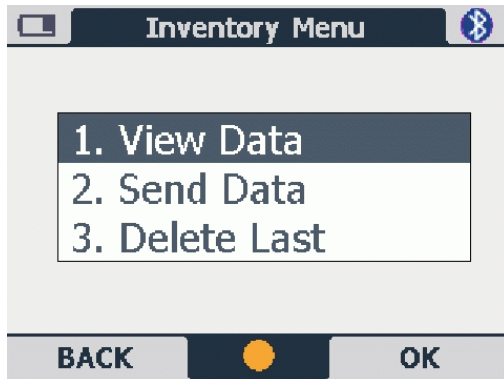 Inventory Menu
1. View Data
2. Send Data
3. Delete Last
BACK OK